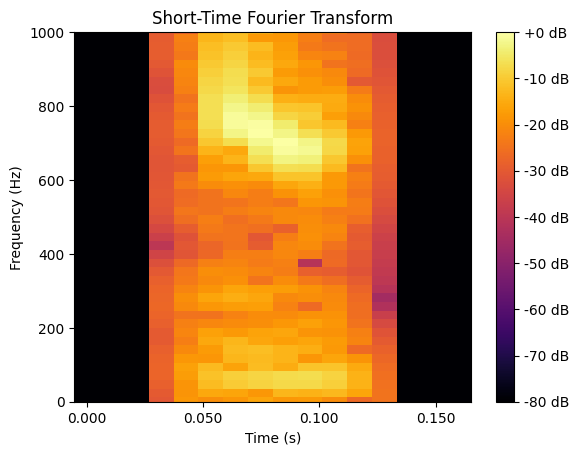 Short-Time Fourier Transform
1000
800
600
400
200
0
Frequency (Hz)
0.000
0.050
0.100
0.150
Time (s)
+0 dB
-10 dB
-20 dB
-30 dB
-40 dB
-50 dB
-60 dB
-70 dB
-80 dB